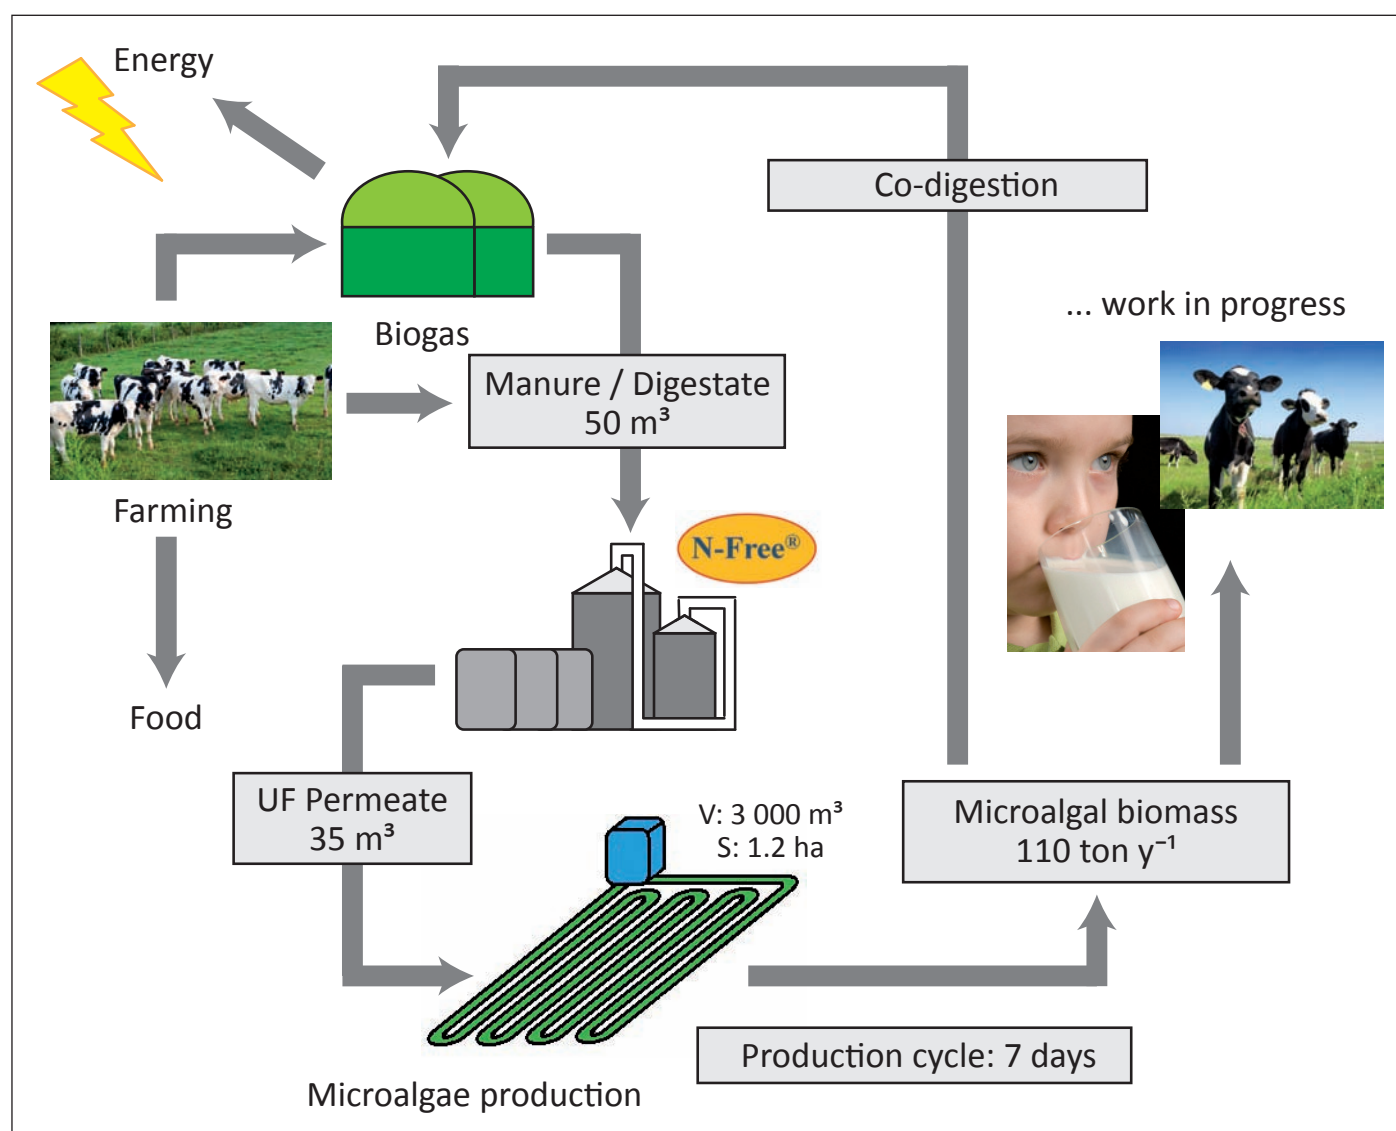 Energy
Co-digestion
... work in progress
Biogas
Manure / Digestate
50 m³
Farming
N-Free®
Food
UF Permeate
35 m³
V: 3 000 m³
S: 1.2 ha
Microalgal biomass
110 ton y⁻¹
Production cycle: 7 days
Microalgae production